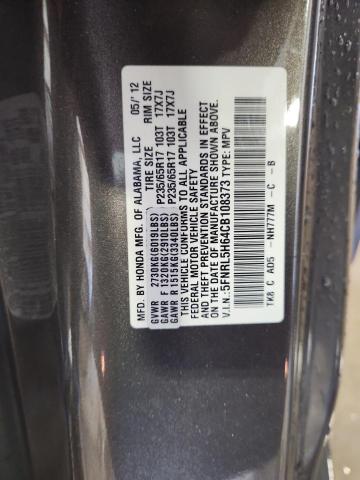 MFD. BY HONDA MFG. OF ALABAMA, LLC 05/'12
TIRE SIZE RIM SIZE
GVWR 2730KG(6019LBS)
GAWR F 1320KG(2910LBS) P235/65R17 103T 17X7J
GAWR R 1515KG(3340LBS) P235/65R17 103T 17X7J
THIS VEHICLE CONFORMS TO ALL APPLICABLE
FEDERAL MOTOR VEHICLE SAFETY
AND THEFT PREVENTION STANDARDS IN EFFECT
ON THE DATE OF MANUFACTURE SHOWN ABOVE.
V.I.N.:5FNRL5H64CB108373 TYPE: MPV
TK8 C AD5 -NH777M -C -B